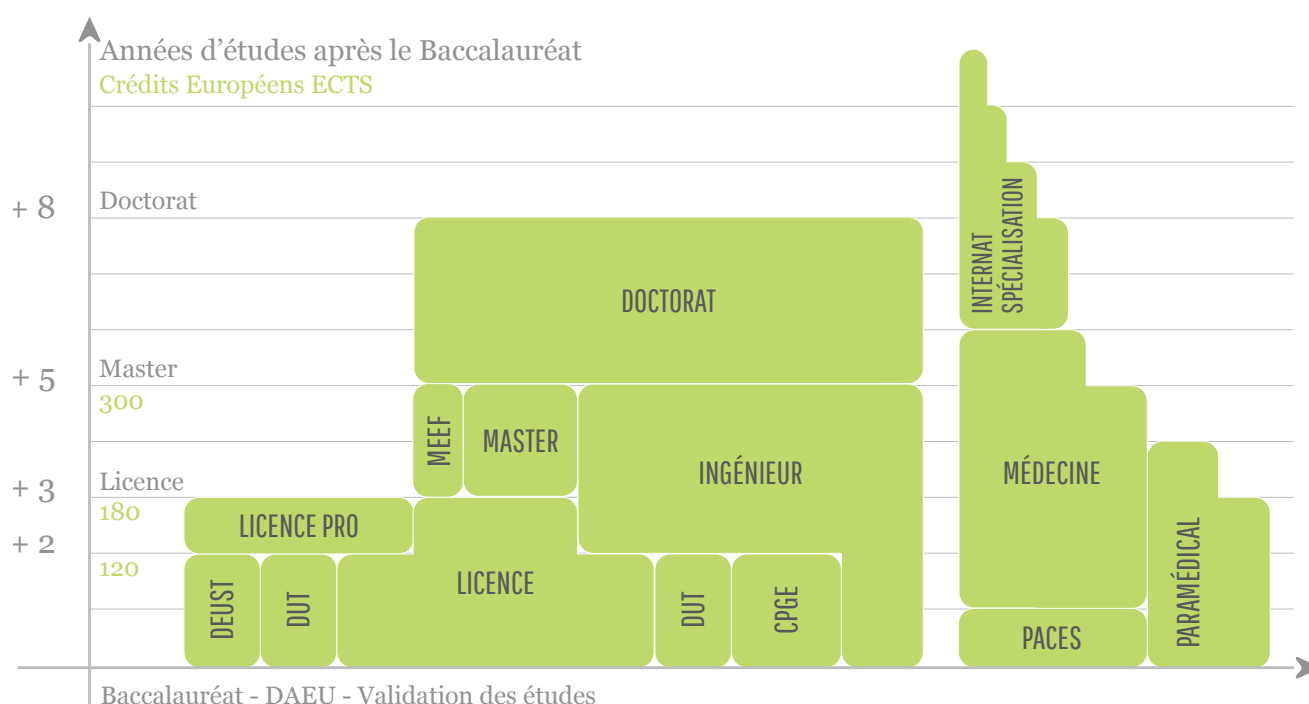 Années d’études après le Baccalauréat
Crédits Européens ECTS
+ 8
Doctorat
DOCTORAT
INTERNAT
SPÉCIALISATION
+ 5
Master
300
MEEF
MASTER
INGÉNIEUR
MÉDECINE
+ 3
Licence
180
LICENCE PRO
+ 2
120
DEUST
DUT
LICENCE
DUT
CPGE
PACES
PARAMÉDICAL
Baccalauréat - DAEU - Validation des études